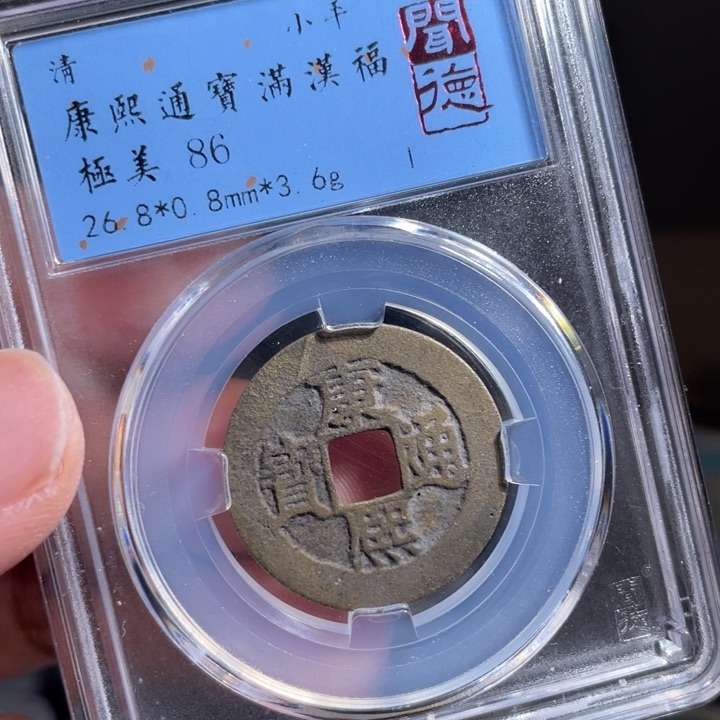 清 小平
康熙通寶滿漢福
極美 86
26.8*0.8mm*3.6g
聞德
康熙通寶